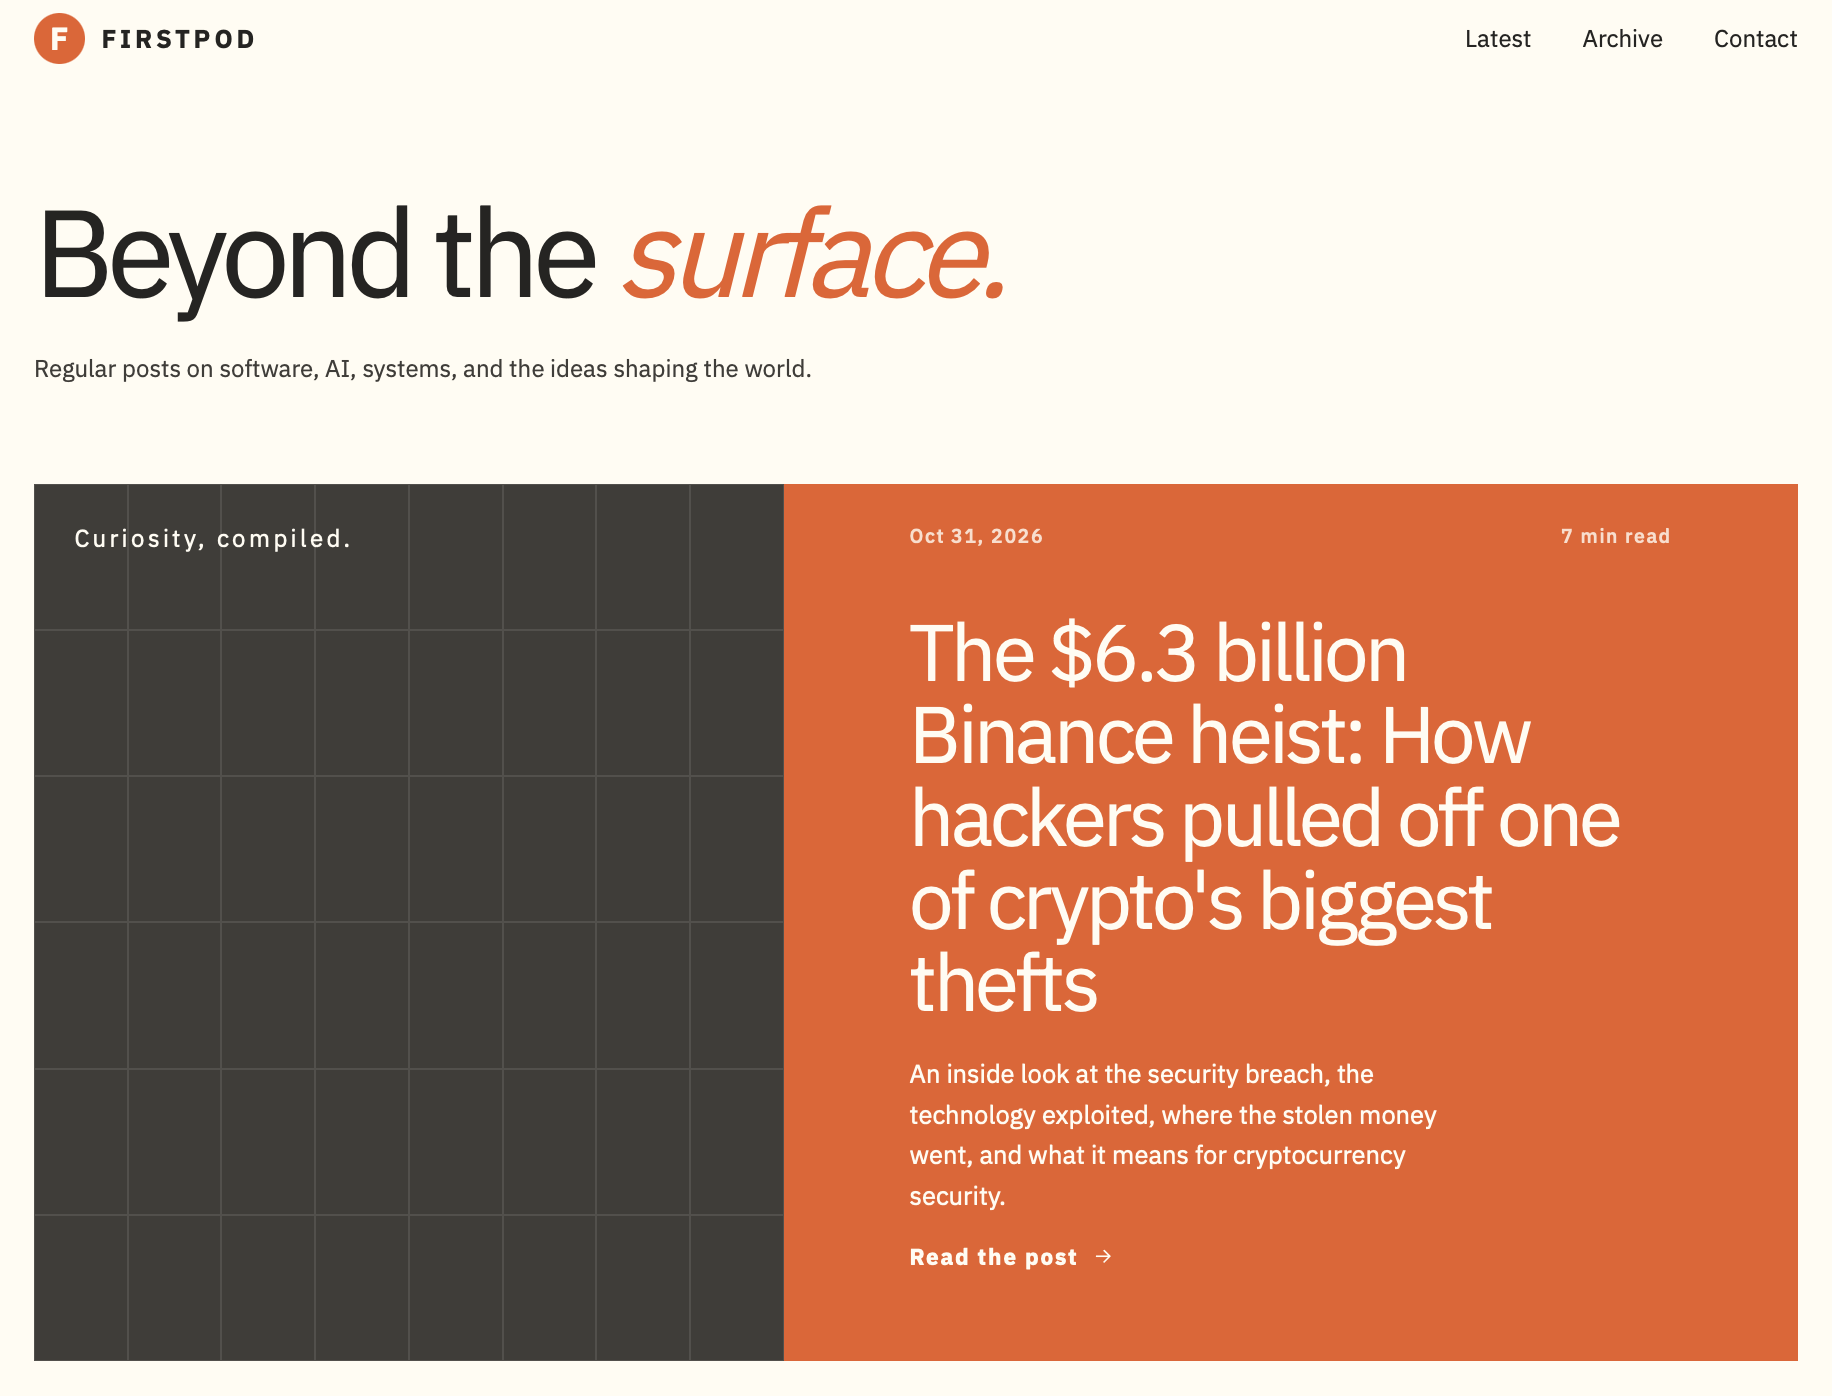 F FIRSTPOD
Latest Archive Contact
Beyond the surface.
Regular posts on software, AI, systems, and the ideas shaping the world.
Curiosity, compiled.
Oct 31, 2026
7 min read
The $6.3 billion
Binance heist: How
hackers pulled off one
of crypto's biggest
thefts
An inside look at the security breach, the
technology exploited, where the stolen money
went, and what it means for cryptocurrency
security.
Read the post →